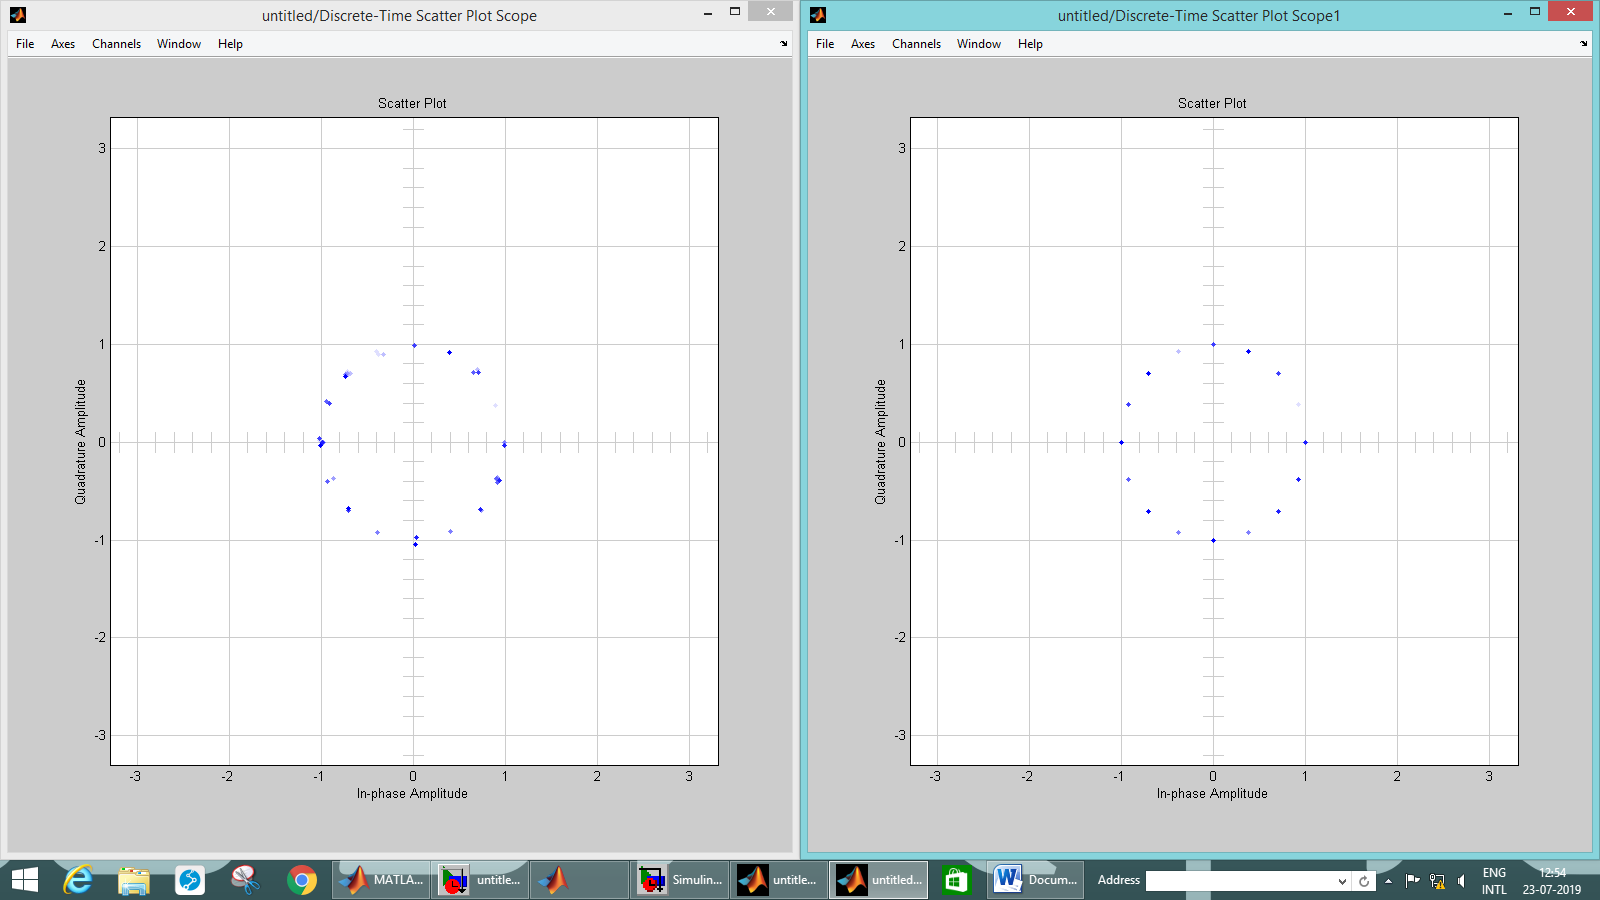 untitled/Discrete-Time Scatter Plot Scope
File Axes Channels Window Help
Scatter Plot
3
2
1
0
-1
-2
-3
Quadrature Amplitude
-3 -2 -1 0 1 2 3
In-phase Amplitude
untitled/Discrete-Time Scatter Plot Scope1
File Axes Channels Window Help
Scatter Plot
3
2
1
0
-1
-2
-3
Quadrature Amplitude
-3 -2 -1 0 1 2 3
In-phase Amplitude
MATLA... untitle... Simulin... untitle... untitled... Docum... Address ENG 12:54
INTL 23-07-2019